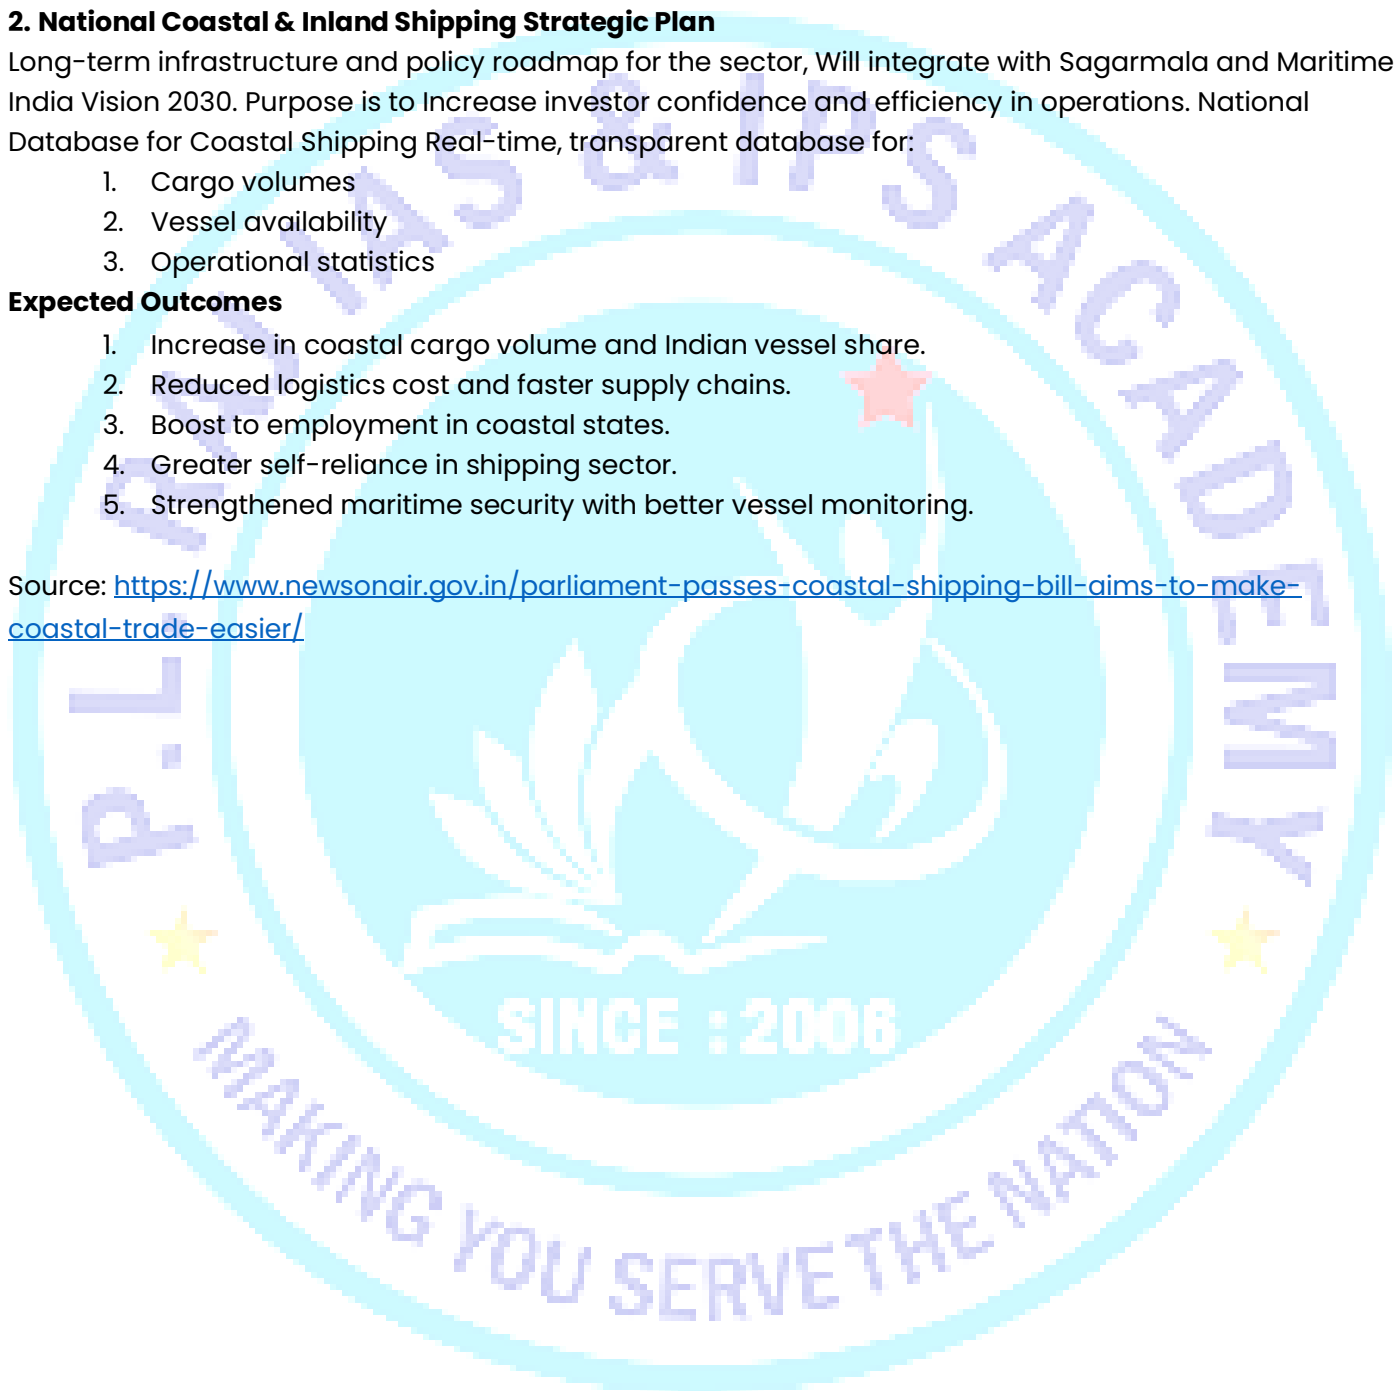 2. National Coastal & Inland Shipping Strategic Plan
Long-term infrastructure and policy roadmap for the sector, Will integrate with Sagarmala and Maritime
India Vision 2030. Purpose is to Increase investor confidence and efficiency in operations. National
Database for Coastal Shipping Real-time, transparent database for:
1. Cargo volumes
2. Vessel availability
3. Operational statistics
Expected Outcomes
1. Increase in coastal cargo volume and Indian vessel share.
2. Reduced logistics cost and faster supply chains.
3. Boost to employment in coastal states.
4. Greater self-reliance in shipping sector.
5. Strengthened maritime security with better vessel monitoring.
Source: https://www.newsonair.gov.in/parliament-passes-coastal-shipping-bill-aims-to-make-
coastal-trade-easier/
P.L. RAJ IAS & IPS ACADEMY
SINCE : 2006
MAKING YOU SERVE THE NATION